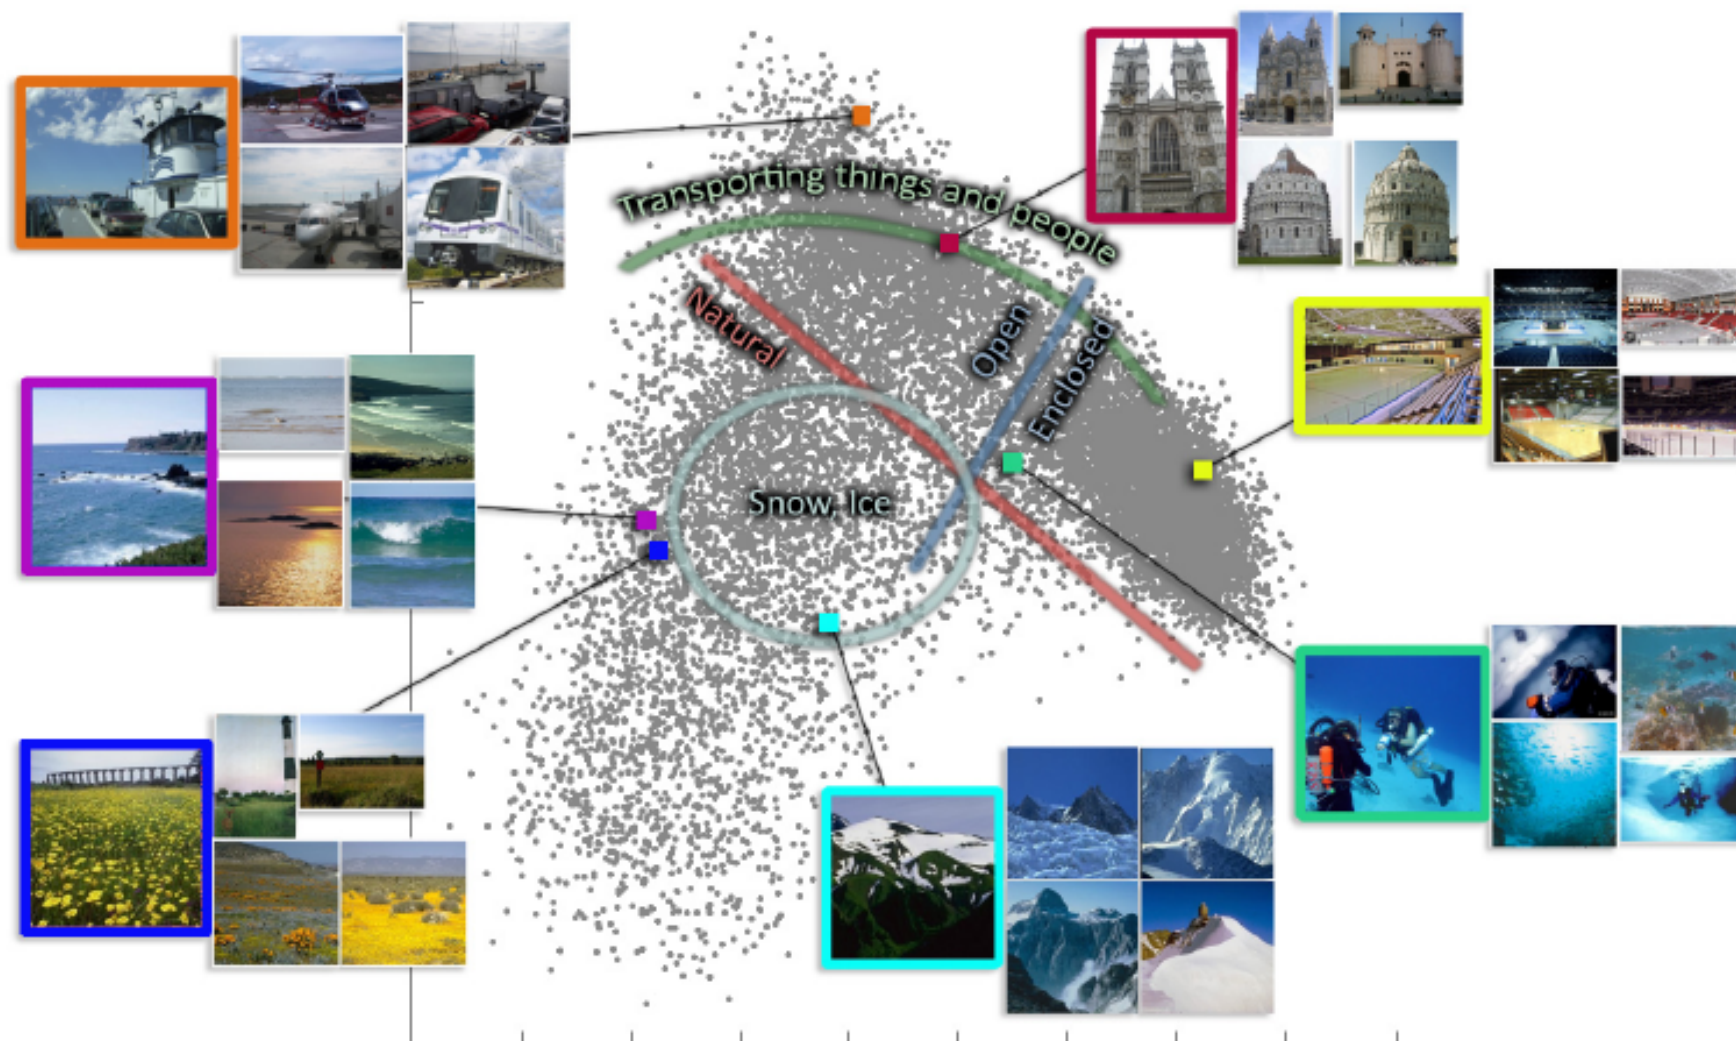 Transporting things and people
Natural
Open
Enclosed
Snow, Ice